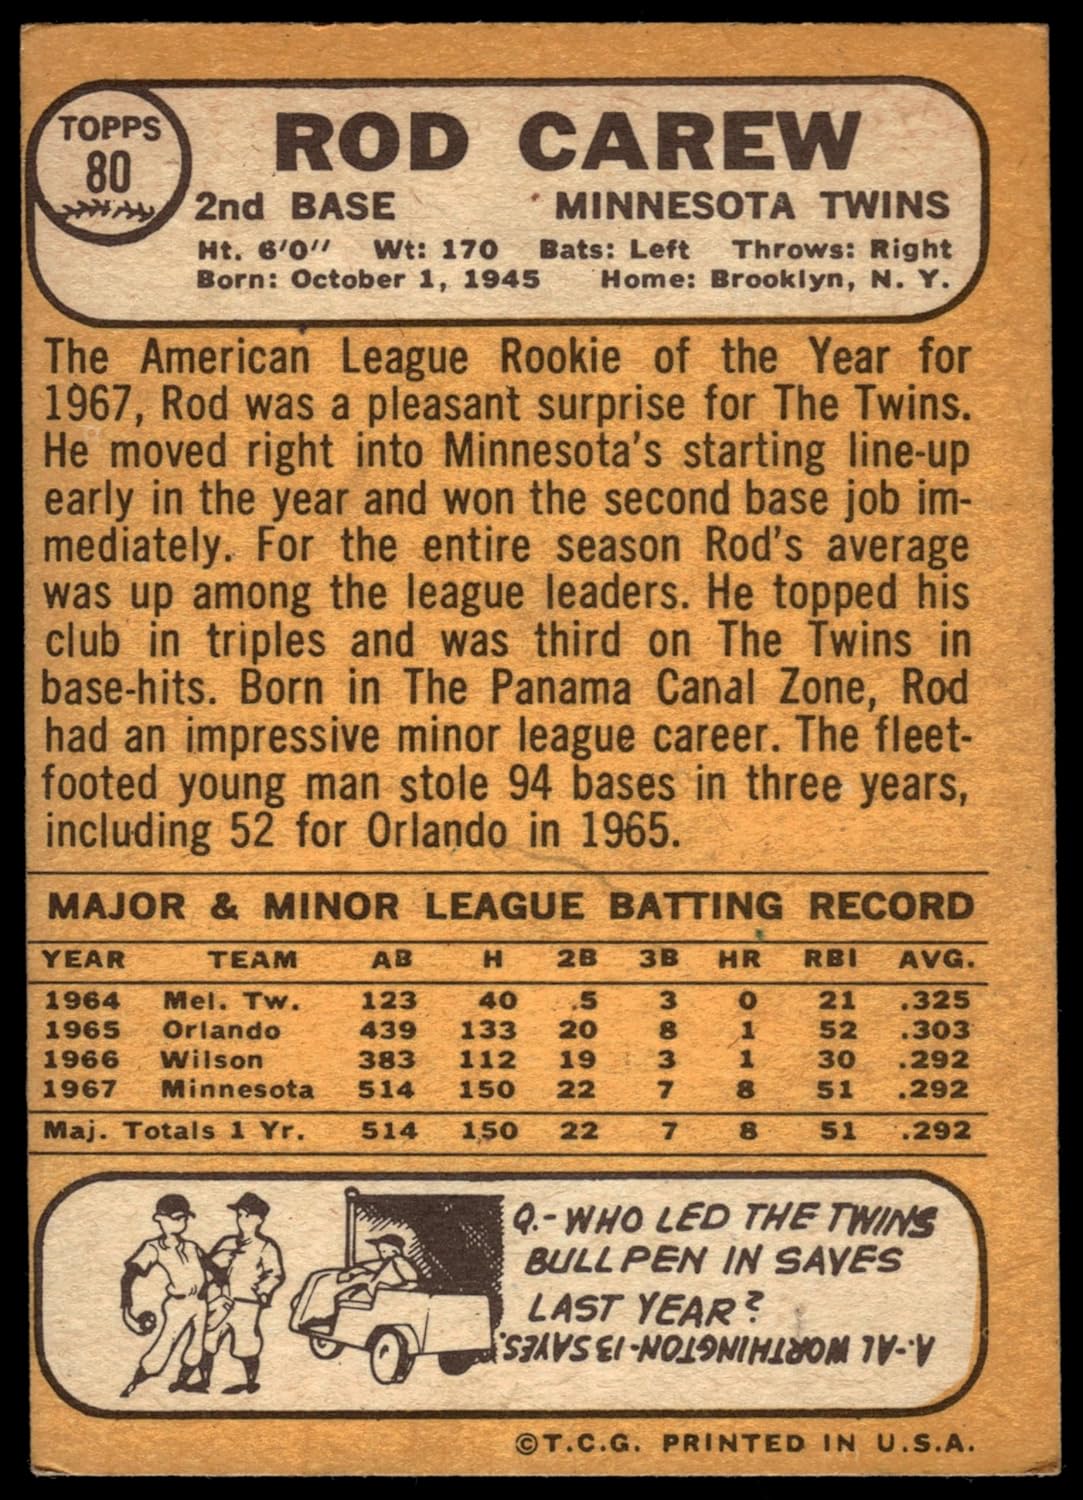 TOPPS
80
ROD CAREW
2nd BASE MINNESOTA TWINS
Ht. 6'0" Wt: 170 Bats: Left Throws: Right
Born: October 1, 1945 Home: Brooklyn, N. Y.
The American League Rookie of the Year for
1967, Rod was a pleasant surprise for The Twins.
He moved right into Minnesota's starting line-up
early in the year and won the second base job im-
mediately. For the entire season Rod's average
was up among the league leaders. He topped his
club in triples and was third on The Twins in
base-hits. Born in The Panama Canal Zone, Rod
had an impressive minor league career. The fleet-
footed young man stole 94 bases in three years,
including 52 for Orlando in 1965.
MAJOR & MINOR LEAGUE BATTING RECORD
YEAR TEAM AB H 2B 3B HR RBI AVG.
1964 Mel. Tw. 123 40 5 3 0 21 .325
1965 Orlando 439 133 20 8 1 52 .303
1966 Wilson 383 112 19 3 1 30 .292
1967 Minnesota 514 150 22 7 8 51 .292
Maj. Totals 1 Yr. 514 150 22 7 8 51 .292
Q.- WHO LED THE TWINS
BULLPEN IN SAVES
LAST YEAR?
A.- AL WORTHINGTON-13 SAVES.
©T.C.G. PRINTED IN U.S.A.